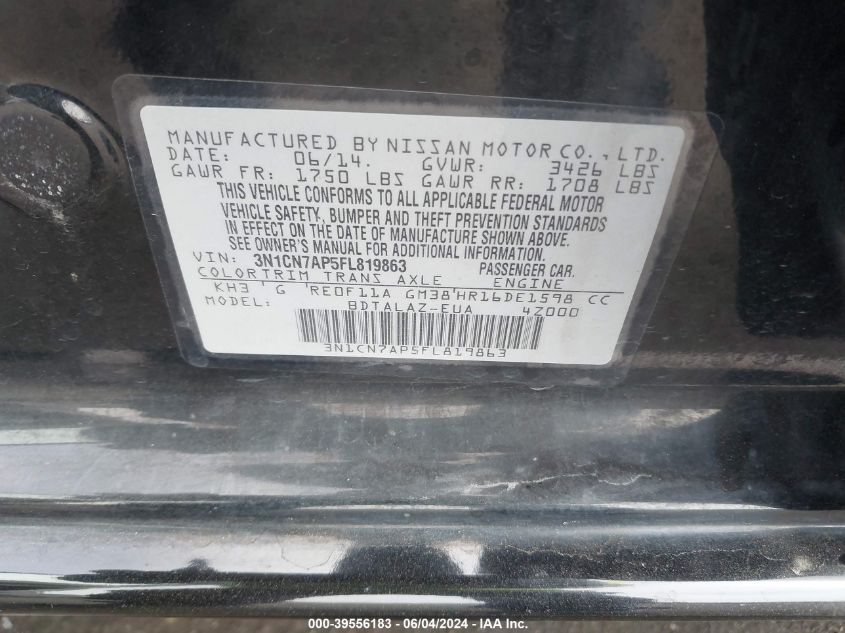 MANUFACTURED BY NISSAN MOTOR CO., LTD.
DATE: 06/14. GVWR: 3426 LBS
GAWR FR: 1750 LBS GAWR RR: 1708 LBS
THIS VEHICLE CONFORMS TO ALL APPLICABLE FEDERAL MOTOR
VEHICLE SAFETY, BUMPER AND THEFT PREVENTION STANDARDS
IN EFFECT ON THE DATE OF MANUFACTURE SHOWN ABOVE.
SEE OWNER'S MANUAL FOR ADDITIONAL INFORMATION.
VIN: 3N1CN7AP5FL819863 PASSENGER CAR.
COLOR TRIM TRANS AXLE ENGINE
KH3 'G 'RE0F11A GM38'HR16DE1598 CC
BDTALAZ-EUA 4Z000
3N1CN7AP5FL819863
000-39556183 - 06/04/2024 - IAA Inc.